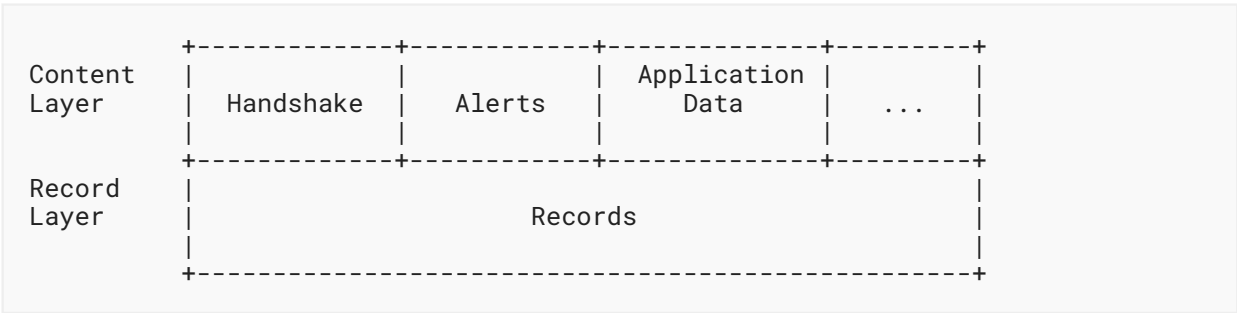 +-------------+------------+--------------+---------+
Content | | | Application | |
Layer | Handshake | Alerts | Data | ... |
| | | | |
+-------------+------------+--------------+---------+
Record | |
Layer | Records |
| |
+---------------------------------------------------+